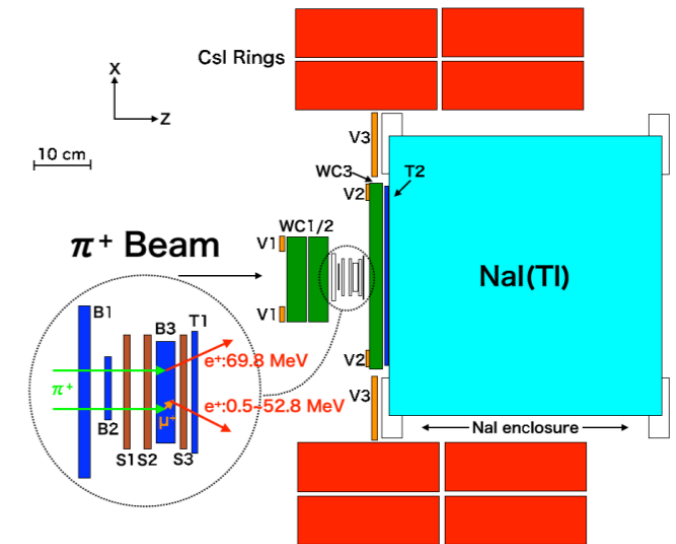 CsI Rings
X
Z
10 cm
V3
WC3
T2
V2
WC1/2
V1
π+ Beam
NaI(Tl)
V1
B1
B3
T1
e+:69.8 MeV
π+
V2
e+:0.5-52.8 MeV
V3
B2
μ+
NaI enclosure
S1 S2
S3